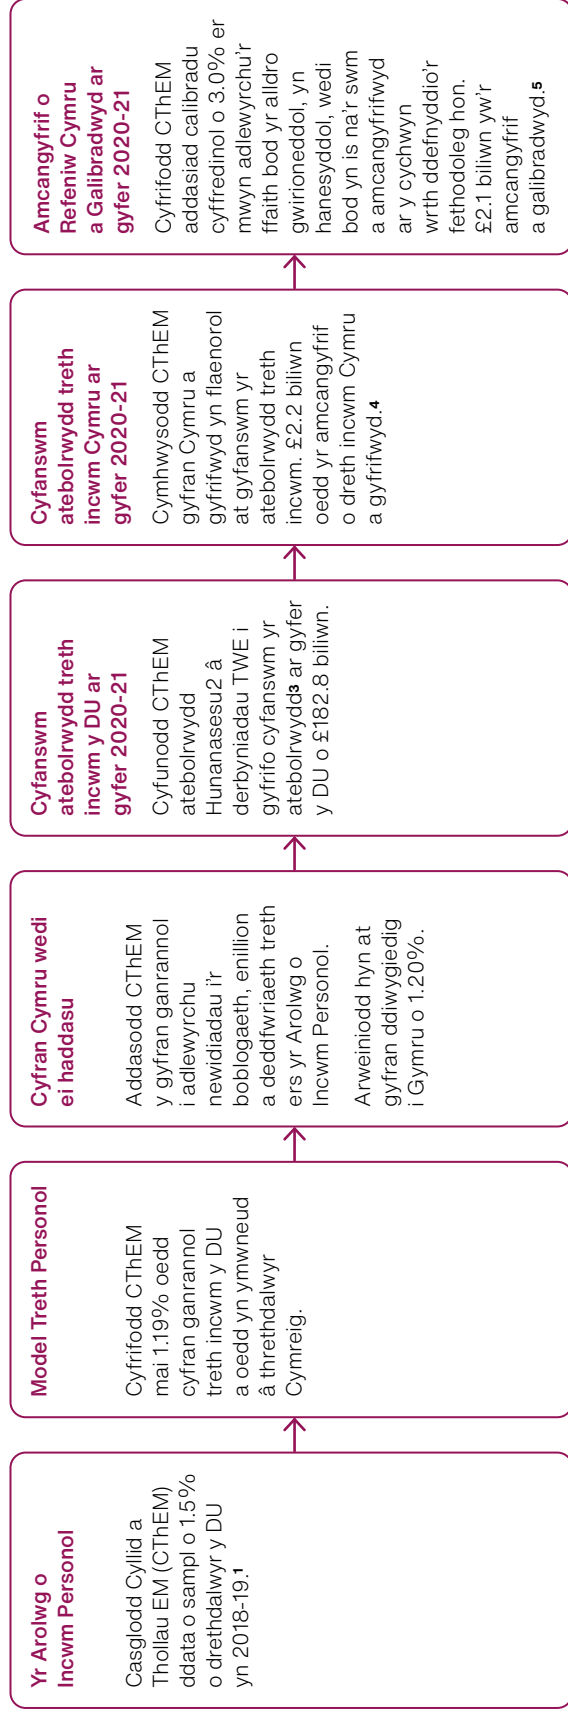 Yr Arolwg o
Incwm Personol
Casglodd Cyllid a
Thollau EM (CThEM)
ddata o sampl o 1.5%
o drethdalwyr y DU
yn 2018-19.1
Model Treth Personol
Cyfrifodd CThEM
mai 1.19% oedd
cyfran ganrannol
treth incwm y DU
a oedd yn ymwneud
â threthdalwyr
Cymreig.
Cyfran Cymru wedi
ei haddasu
Addasodd CThEM
y gyfran ganrannol
i adlewyrchu
newidiadau i'r
boblogaeth, enillion
a deddfwriaeth treth
ers yr Arolwg o
Incwm Personol.
Arweiniodd hyn at
gyfran ddiwygiedig
i Gymru o 1.20%.
Cyfanswm
atebolrwydd treth
incwm y DU ar
gyfer 2020-21
Cyfunodd CThEM
atebolrwydd
Hunanasesu2 â
derbyniadau TWE i
gyfrifo cyfanswm yr
atebolrwydd3 ar gyfer
y DU o £182.8 biliwn.
Cyfanswm
atebolrwydd treth
incwm Cymru ar
gyfer 2020-21
Cymhwysodd CThEM
gyfran Cymru a
gyfrifwyd yn flaenorol
at gyfanswm yr
atebolrwydd treth
incwm. £2.2 biliwn
oedd yr amcangyfrif
o dreth incwm Cymru
a gyfrifwyd.4
Amcangyfrif o
Refeniw Cymru
a Galibradwyd ar
gyfer 2020-21
Cyfrifodd CThEM
addasiad calibradu
cyffredinol o 3.0% er
mwyn adlewyrchu'r
ffaith bod yr alldro
gwirioneddol, yn
hanesyddol, wedi
bod yn is na'r swm
a amcangyfrifwyd
ar y cychwyn
wrth ddefnyddio'r
fethodoleg hon.
£2.1 biliwn yw'r
amcangyfrif
a galibradwyd.5